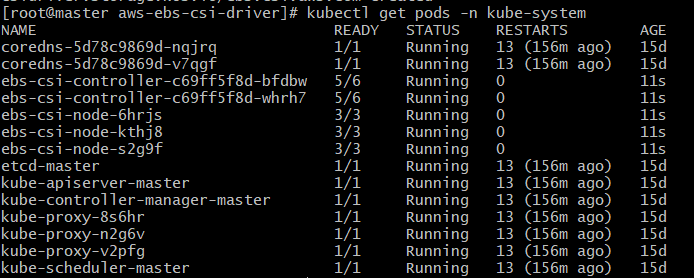 [root@master aws-ebs-csi-driver]# kubectl get pods -n kube-system
NAME READY STATUS RESTARTS AGE
coredns-5d78c9869d-nqjrq 1/1 Running 13 (156m ago) 15d
coredns-5d78c9869d-v7qgf 1/1 Running 13 (156m ago) 15d
ebs-csi-controller-c69ff5f8d-bfdbw 5/6 Running 0 11s
ebs-csi-controller-c69ff5f8d-whrh7 5/6 Running 0 11s
ebs-csi-node-6hrjs 3/3 Running 0 11s
ebs-csi-node-kthj8 3/3 Running 0 11s
ebs-csi-node-s2g9f 3/3 Running 0 11s
etcd-master 1/1 Running 13 (156m ago) 15d
kube-apiserver-master 1/1 Running 13 (156m ago) 15d
kube-controller-manager-master 1/1 Running 13 (156m ago) 15d
kube-proxy-8s6hr 1/1 Running 13 (156m ago) 15d
kube-proxy-n2g6v 1/1 Running 13 (156m ago) 15d
kube-proxy-v2pfg 1/1 Running 13 (156m ago) 15d
kube-scheduler-master 1/1 Running 13 (156m ago) 15d